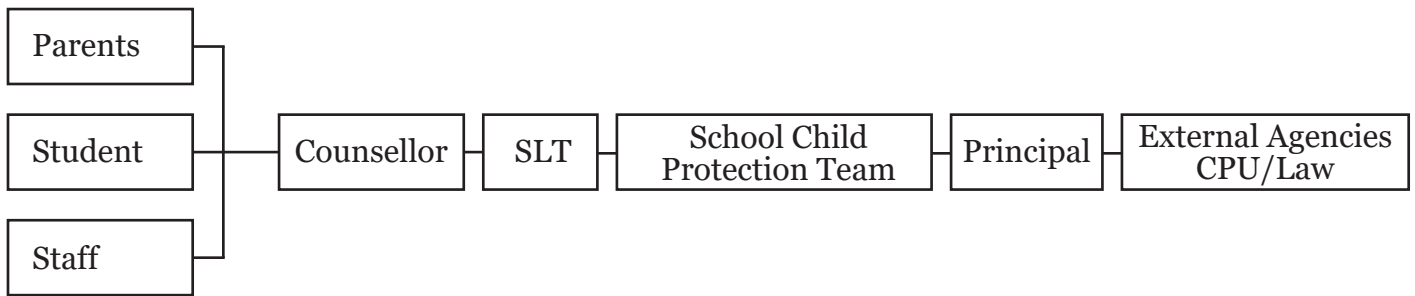 Parents
Student
Staff
Counsellor
SLT
School Child
Protection Team
Principal
External Agencies
CPU/Law